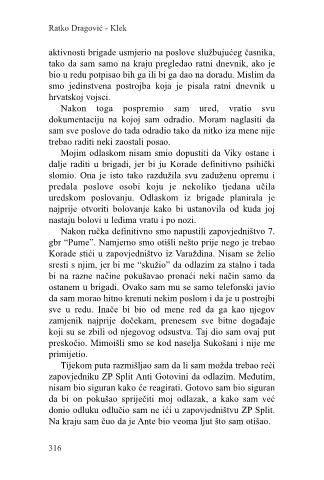 Ratko Dragović - Klek
aktivnosti brigade usmjerio na poslove službujućeg časnika,
tako da sam samo na kraju pregledao ratni dnevnik, ako je
bio u redu potpisao bih ga ili bi ga dao na doradu. Mislim da
smo jedinstvena postrojba koja je pisala ratni dnevnik u
hrvatskoj vojsci.
Nakon toga pospremio sam ured, vratio svu
dokumentaciju na kojoj sam odradio. Moram naglasiti da
sam sve poslove do tada odradio tako da nitko iza mene nije
trebao raditi neki zaostali posao.
Mojim odlaskom nisam smio dopustiti da Viky ostane i
dalje raditi u brigadi, jer bi ju Korade definitivno psihički
slomio. Ona je isto tako razdužila svu zaduženu opremu i
predala poslove osobi koju je nekoliko tjedana učila
uredskom poslovanju. Odlaskom iz brigade planirala je
najprije otvoriti bolovanje kako bi ustanovila od kuda joj
nastaju bolovi u leđima vratu i po nozi.
Nakon ručka definitivno smo napustili zapovjedništvo 7.
gbr “Pume”. Namjerno smo otišli nešto prije nego je trebao
Korade stići u zapovjedništvo iz Varaždina. Nisam se želio
sresti s njim, jer bi me “skužio” da odlazim za stalno i tada
bi na razne načine pokušavao pronaći neki način samo da
ostanem u brigadi. Ovako sam mu se samo telefonski javio
da sam morao hitno krenuti nekim poslom i da je u postrojbi
sve u redu. Inače bi bio od mene red da ga kao njegov
zamjenik najprije dočekam, prenesem sve bitne događaje
koji su se zbili od njegovog odsustva. Taj dio sam ovaj put
preskočio. Mimoišli smo se kod naselja Sukošani i nije me
primijetio.
Tijekom puta razmišljao sam da li sam možda trebao reći
zapovjedniku ZP Split Anti Gotovini da odlazim. Međutim,
nisam bio siguran kako će reagirati. Gotovo sam bio siguran
da bi on pokušao spriječiti moj odlazak, a kako sam već
donio odluku odlučio sam ne ići u zapovjedništvu ZP Split.
Na kraju sam čuo da je Ante bio veoma ljut što sam otišao.
316